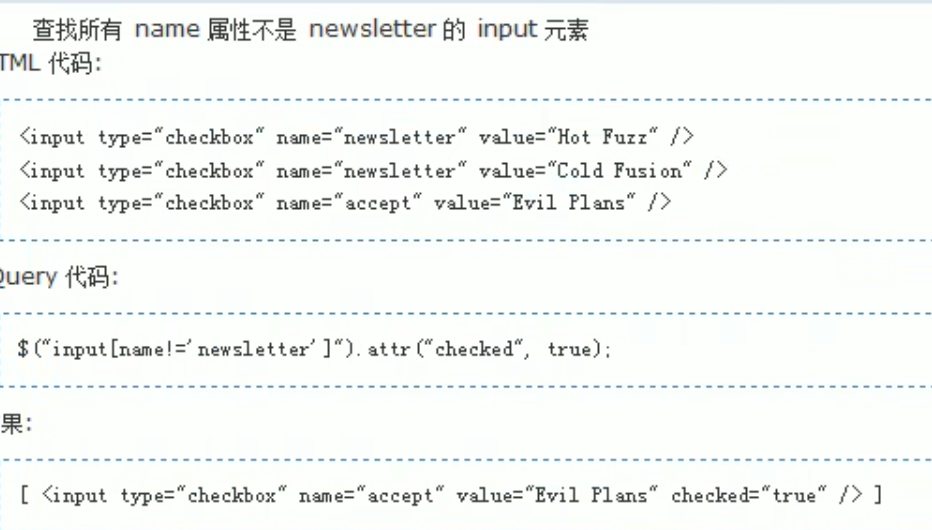 查找所有 name 属性不是 newsletter 的 input 元素
TML 代码:
<input type="checkbox" name="newsletter" value="Hot Fuzz" />
<input type="checkbox" name="newsletter" value="Cold Fusion" />
<input type="checkbox" name="accept" value="Evil Plans" />
Query 代码:
$("input[name!='newsletter']").attr("checked", true);
果:
[ <input type="checkbox" name="accept" value="Evil Plans" checked="true" /> ]